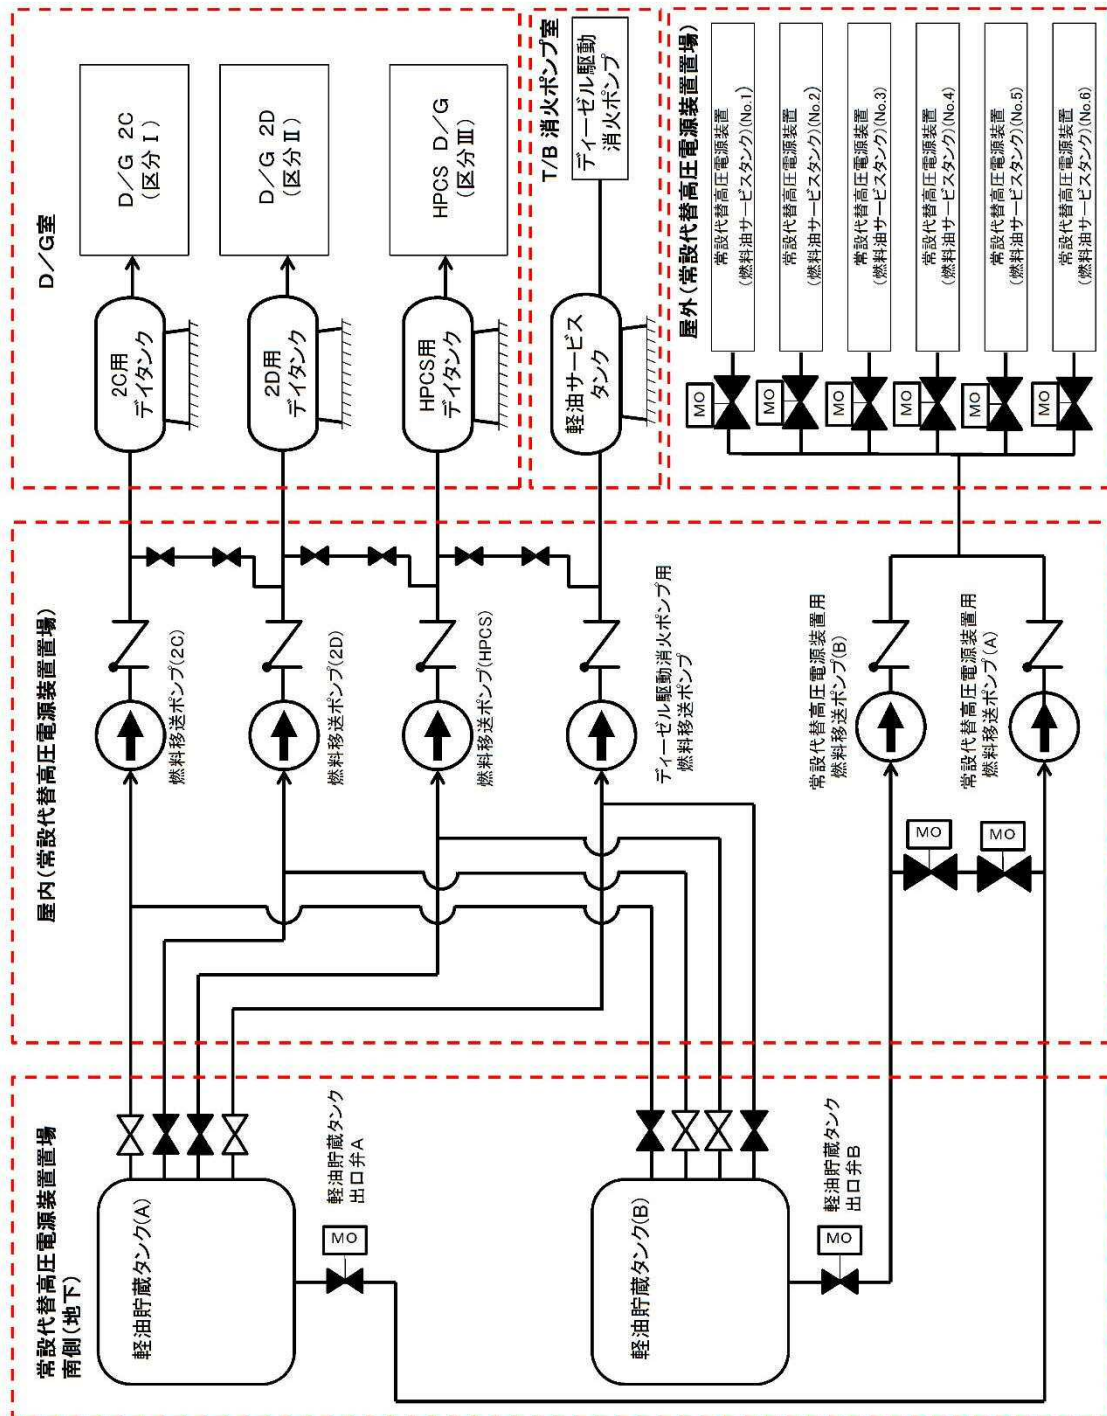 D/G室
D/G 2C
(区分Ⅰ)
D/G 2D
(区分Ⅱ)
HPCS D/G
(区分Ⅲ)
2C用
デイタンク
2D用
デイタンク
HPCS用
デイタンク
T/B 消火ポンプ室
ディーゼル駆動
消火ポンプ
軽油サービス
タンク
屋外(常設代替高圧電源装置置場)
常設代替高圧電源装置
(燃料油サービスタンク)(No.1)
常設代替高圧電源装置
(燃料油サービスタンク)(No.2)
常設代替高圧電源装置
(燃料油サービスタンク)(No.3)
常設代替高圧電源装置
(燃料油サービスタンク)(No.4)
常設代替高圧電源装置
(燃料油サービスタンク)(No.5)
常設代替高圧電源装置
(燃料油サービスタンク)(No.6)
MO
MO
MO
MO
MO
MO
屋内(常設代替高圧電源装置置場)
燃料移送ポンプ(2C)
燃料移送ポンプ(2D)
燃料移送ポンプ(HPCS)
ディーゼル駆動消火ポンプ用
燃料移送ポンプ
常設代替高圧電源装置用
燃料移送ポンプ(B)
常設代替高圧電源装置用
燃料移送ポンプ(A)
MO
MO
常設代替高圧電源装置置場
南側(地下)
軽油貯蔵タンク(A)
軽油貯蔵タンク
出口弁A
MO
軽油貯蔵タンク(B)
軽油貯蔵タンク
出口弁B
MO